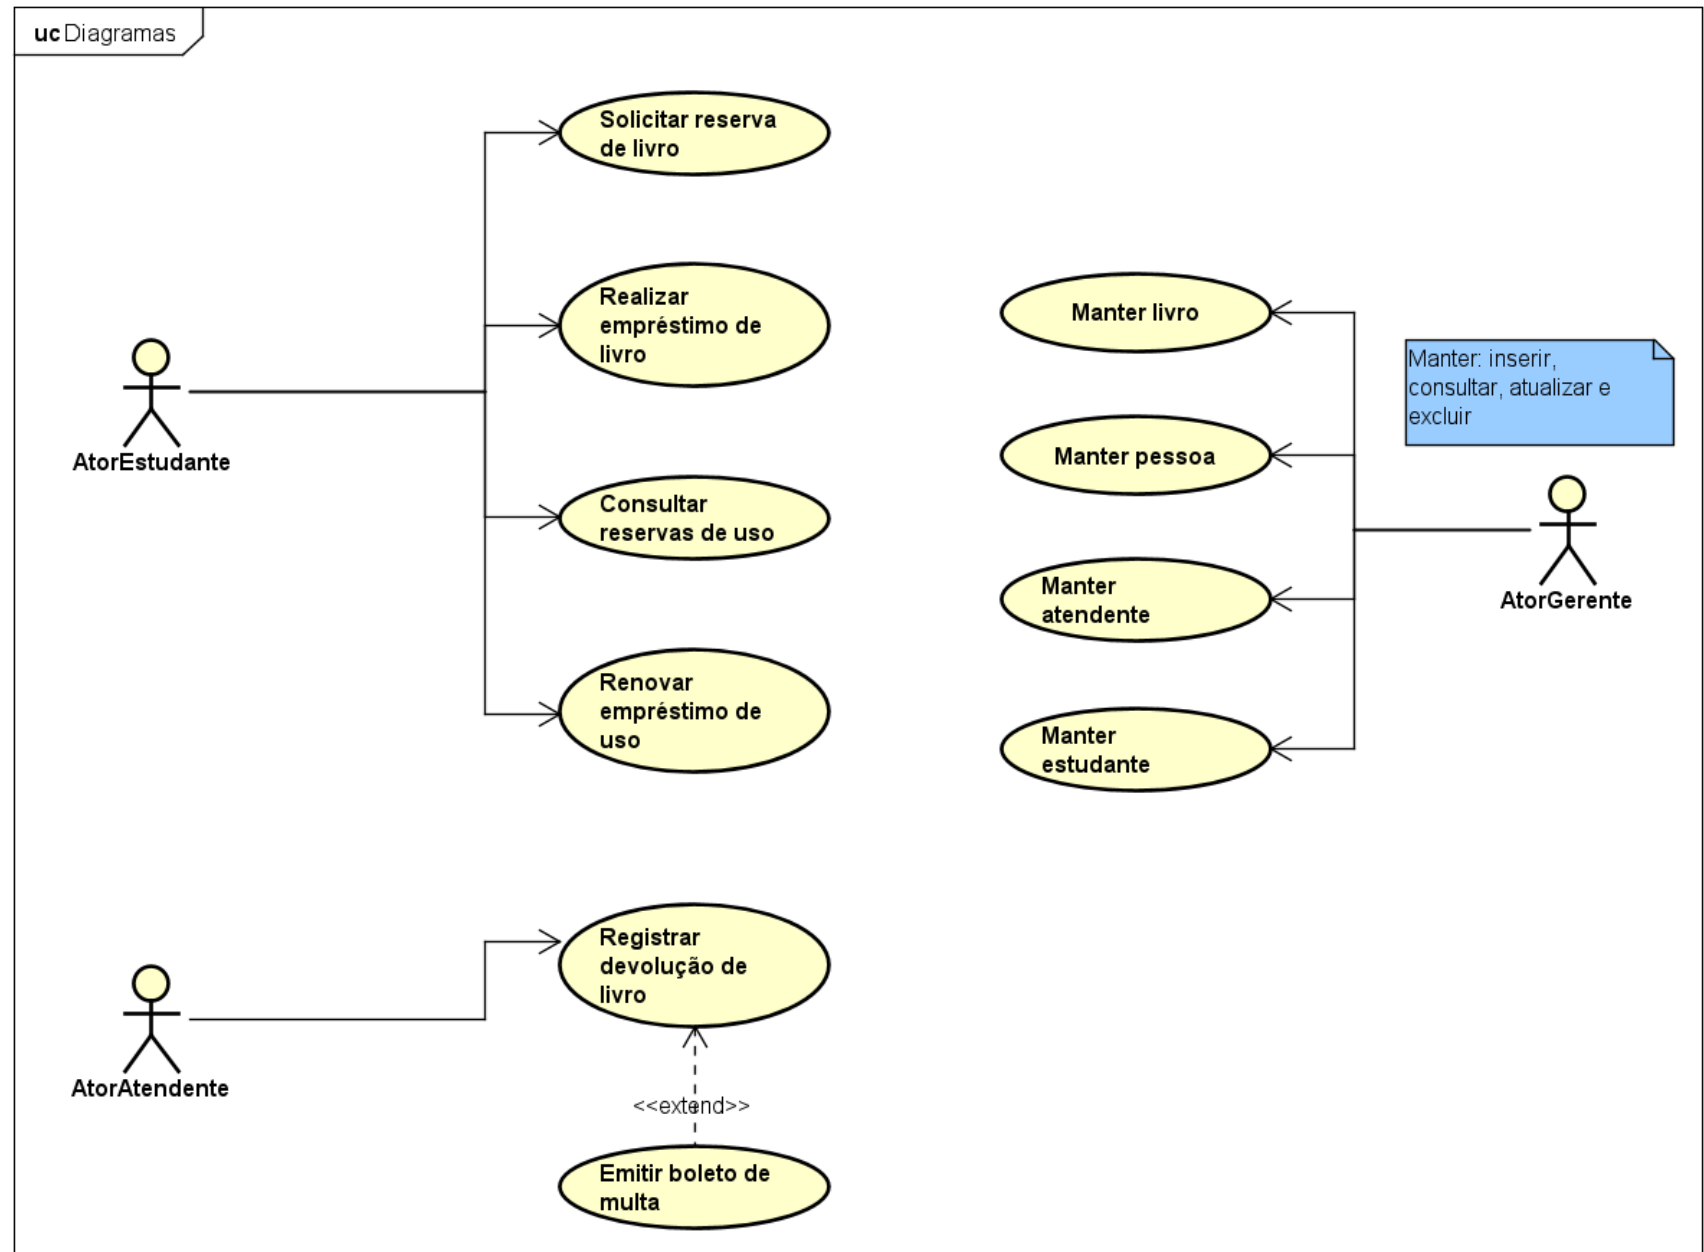 uc Diagramas
Solicitar reserva
de livro
Realizar
empréstimo de
livro
AtorEstudante
Consultar
reservas de uso
Renovar
empréstimo de
uso
Manter livro
Manter pessoa
Manter
atendente
Manter
estudante
Manter: inserir,
consultar, atualizar e
excluir
AtorGerente
Registrar
devolução de
livro
AtorAtendente
<<extend>>
Emitir boleto de
multa